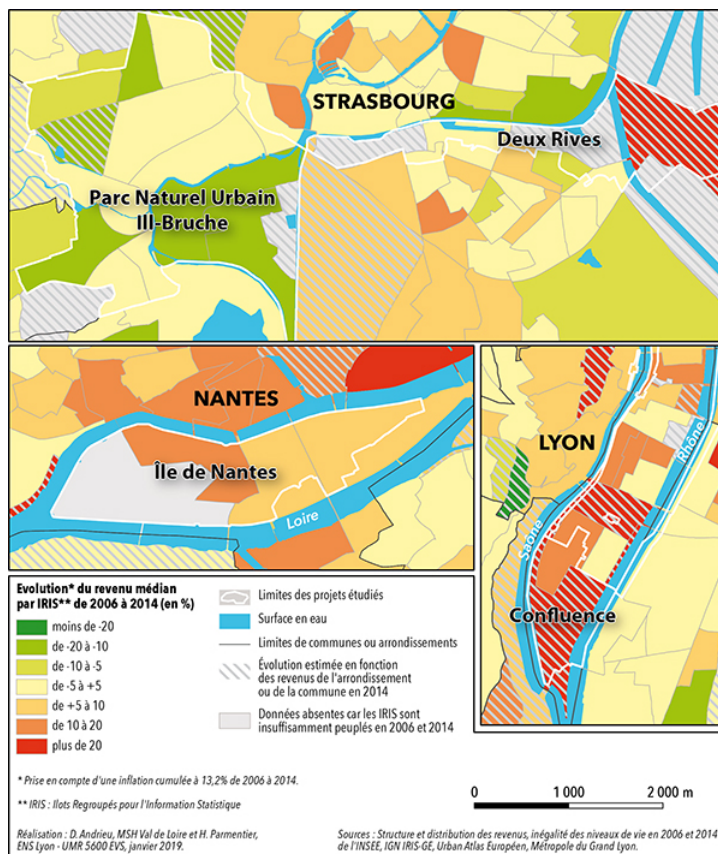 STRASBOURG
Deux Rives
Parc Naturel Urbain
Ill-Bruche
NANTES
Île de Nantes
Loire
LYON
Rhône
Saône
Confluence
Evolution* du revenu médian
par IRIS** de 2006 à 2014 (en %)
moins de -20
de -20 à -10
de -10 à -5
de -5 à +5
de +5 à 10
de 10 à 20
plus de 20
Limites des projets étudiés
Surface en eau
Limites de communes ou arrondissements
Évolution estimée en fonction
des revenus de l'arrondissement
ou de la commune en 2014
Données absentes car les IRIS sont
insuffisamment peuplés en 2006 et 2014
* Prise en compte d'une inflation cumulée à 13,2% de 2006 à 2014.
** IRIS : Ilots Regroupés pour l'Information Statistique
0 1 000 2 000 m
Réalisation : D. Andrieu, MSH Val de Loire et H. Parmentier,
ENS Lyon - UMR 5600 EVS, janvier 2019.
Sources : Structure et distribution des revenus, inégalité des niveaux de vie en 2006 et 2014
de l'INSEE, IGN IRIS-GE, Urban Atlas Européen, Métropole du Grand Lyon.